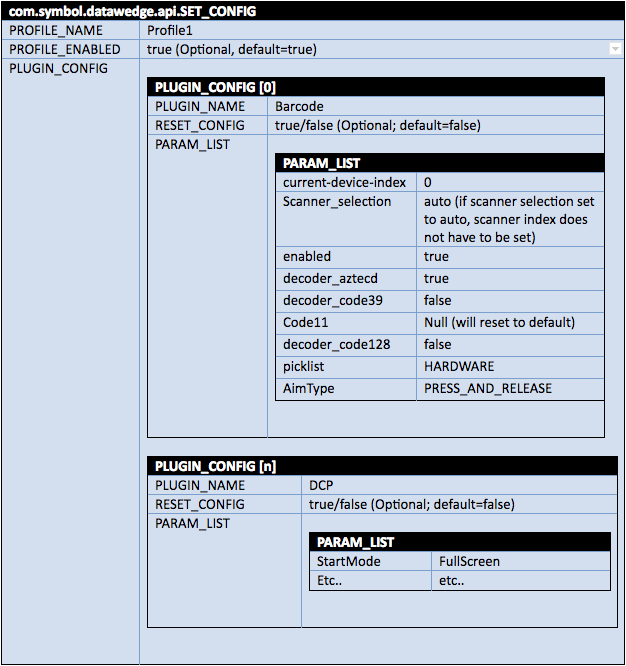 com.symbol.datawedge.api.SET_CONFIG
PROFILE_NAME Profile1
PROFILE_ENABLED true (Optional, default=true)
PLUGIN_CONFIG
PLUGIN_CONFIG [0]
PLUGIN_NAME Barcode
RESET_CONFIG true/false (Optional; default=false)
PARAM_LIST
PARAM_LIST
current-device-index 0
Scanner_selection auto (if scanner selection set
to auto, scanner index does
not have to be set)
enabled true
decoder_aztecd true
decoder_code39 false
Code11 Null (will reset to default)
decoder_code128 false
picklist HARDWARE
AimType PRESS_AND_RELEASE
PLUGIN_CONFIG [n]
PLUGIN_NAME DCP
RESET_CONFIG true/false (Optional; default=false)
PARAM_LIST
PARAM_LIST
StartMode FullScreen
Etc.. etc..